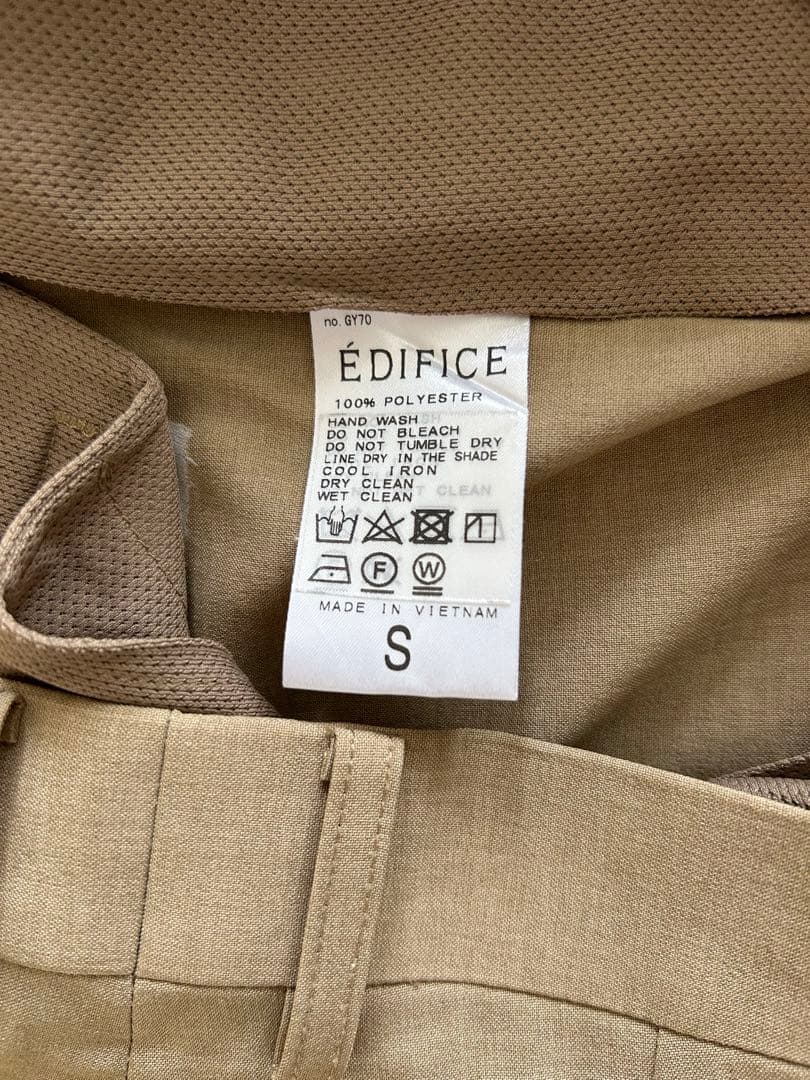 no. GY70
ÉDIFICE
100% POLYESTER
HAND WASH
DO NOT BLEACH
DO NOT TUMBLE DRY
LINE DRY IN THE SHADE
COOL IRON
DRY CLEAN
WET CLEAN
T CLEAN
F W
MADE IN VIETNAM
S